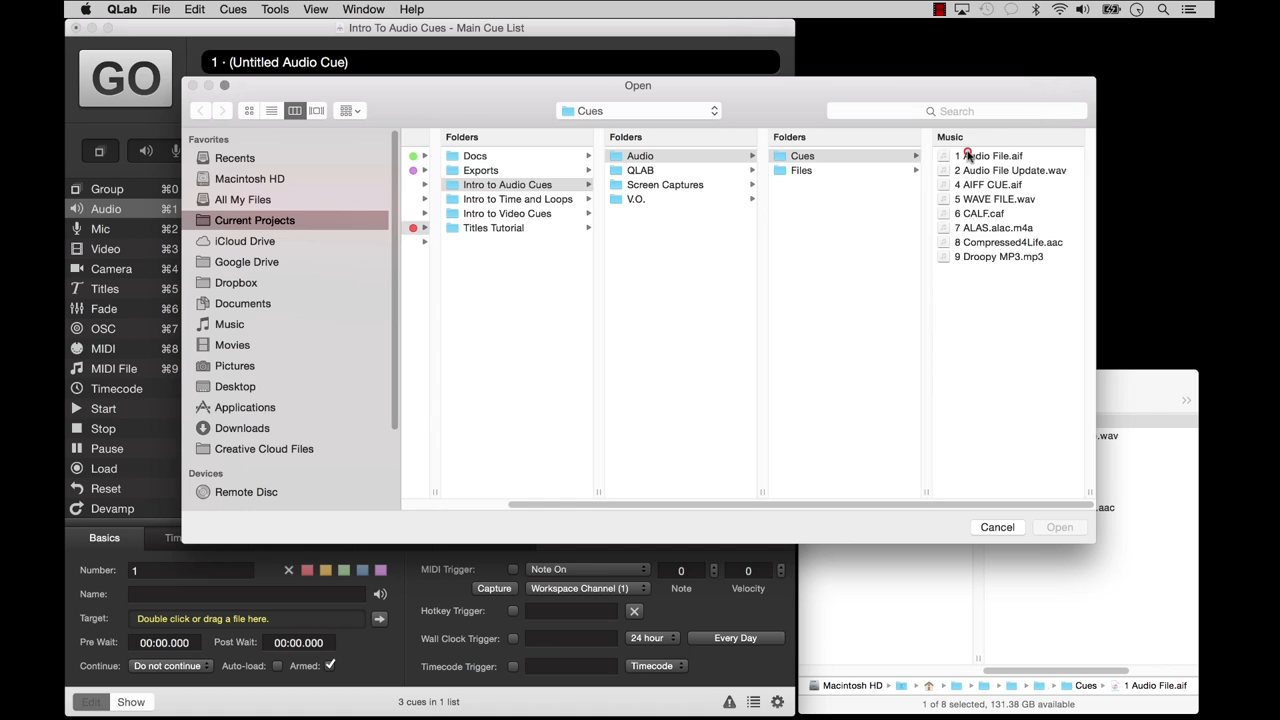 QLab File Edit Cues Tools View Window Help
Intro To Audio Cues - Main Cue List
GO
1 · (Untitled Audio Cue)
Open
Cues
Search
Favorites
Recents
Macintosh HD
All My Files
Current Projects
iCloud Drive
Google Drive
Dropbox
Documents
Music
Movies
Pictures
Desktop
Applications
Downloads
Creative Cloud Files
Devices
Remote Disc
Folders
Docs
Exports
Intro to Audio Cues
Intro to Time and Loops
Intro to Video Cues
Titles Tutorial
Folders
Audio
QLAB
Screen Captures
V.O.
Folders
Cues
Files
Music
1 Audio File.aif
2 Audio File Update.wav
4 AIFF CUE.aif
5 WAVE FILE.wav
6 CALF.caf
7 ALAS.alac.m4a
8 Compressed4Life.aac
9 Droopy MP3.mp3
Cancel Open
Group ⌘0
Audio ⌘1
Mic ⌘2
Video ⌘3
Camera ⌘4
Titles ⌘5
Fade ⌘6
OSC ⌘7
MIDI ⌘8
MIDI File ⌘9
Timecode
Start
Stop
Pause
Load
Reset
Devamp
Basics
Number: 1
Name:
Target: Double click or drag a file here.
Pre Wait: 00:00.000 Post Wait: 00:00.000
Continue: Do not continue Auto-load: Armed:
MIDI Trigger: Note On 0 0
Capture Workspace Channel (1) Note Velocity
Hotkey Trigger:
Wall Clock Trigger: 24 hour Every Day
Timecode Trigger: Timecode
Edit Show
3 cues in 1 list
.wav
.aac
Macintosh HD Cues 1 Audio File.aif
1 of 8 selected, 131.38 GB available